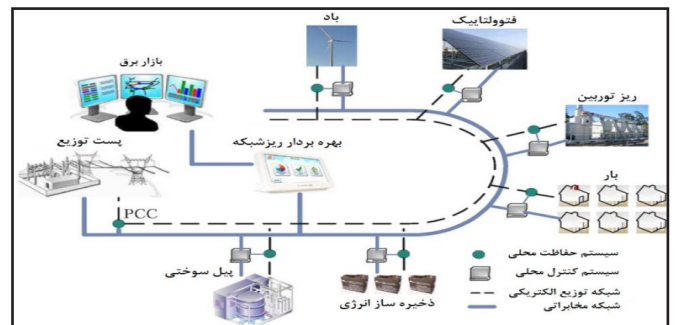 باد
فتوولتاییک
بازار برق
ریز توربین
پست توزیع
بهره بردار ریزشبکه
بار
PCC
پیل سوختی
ذخیره ساز انرژی
سیستم حفاظت محلی
سیستم کنترل محلی
شبکه توزیع الکتریکی
شبکه مخابراتی